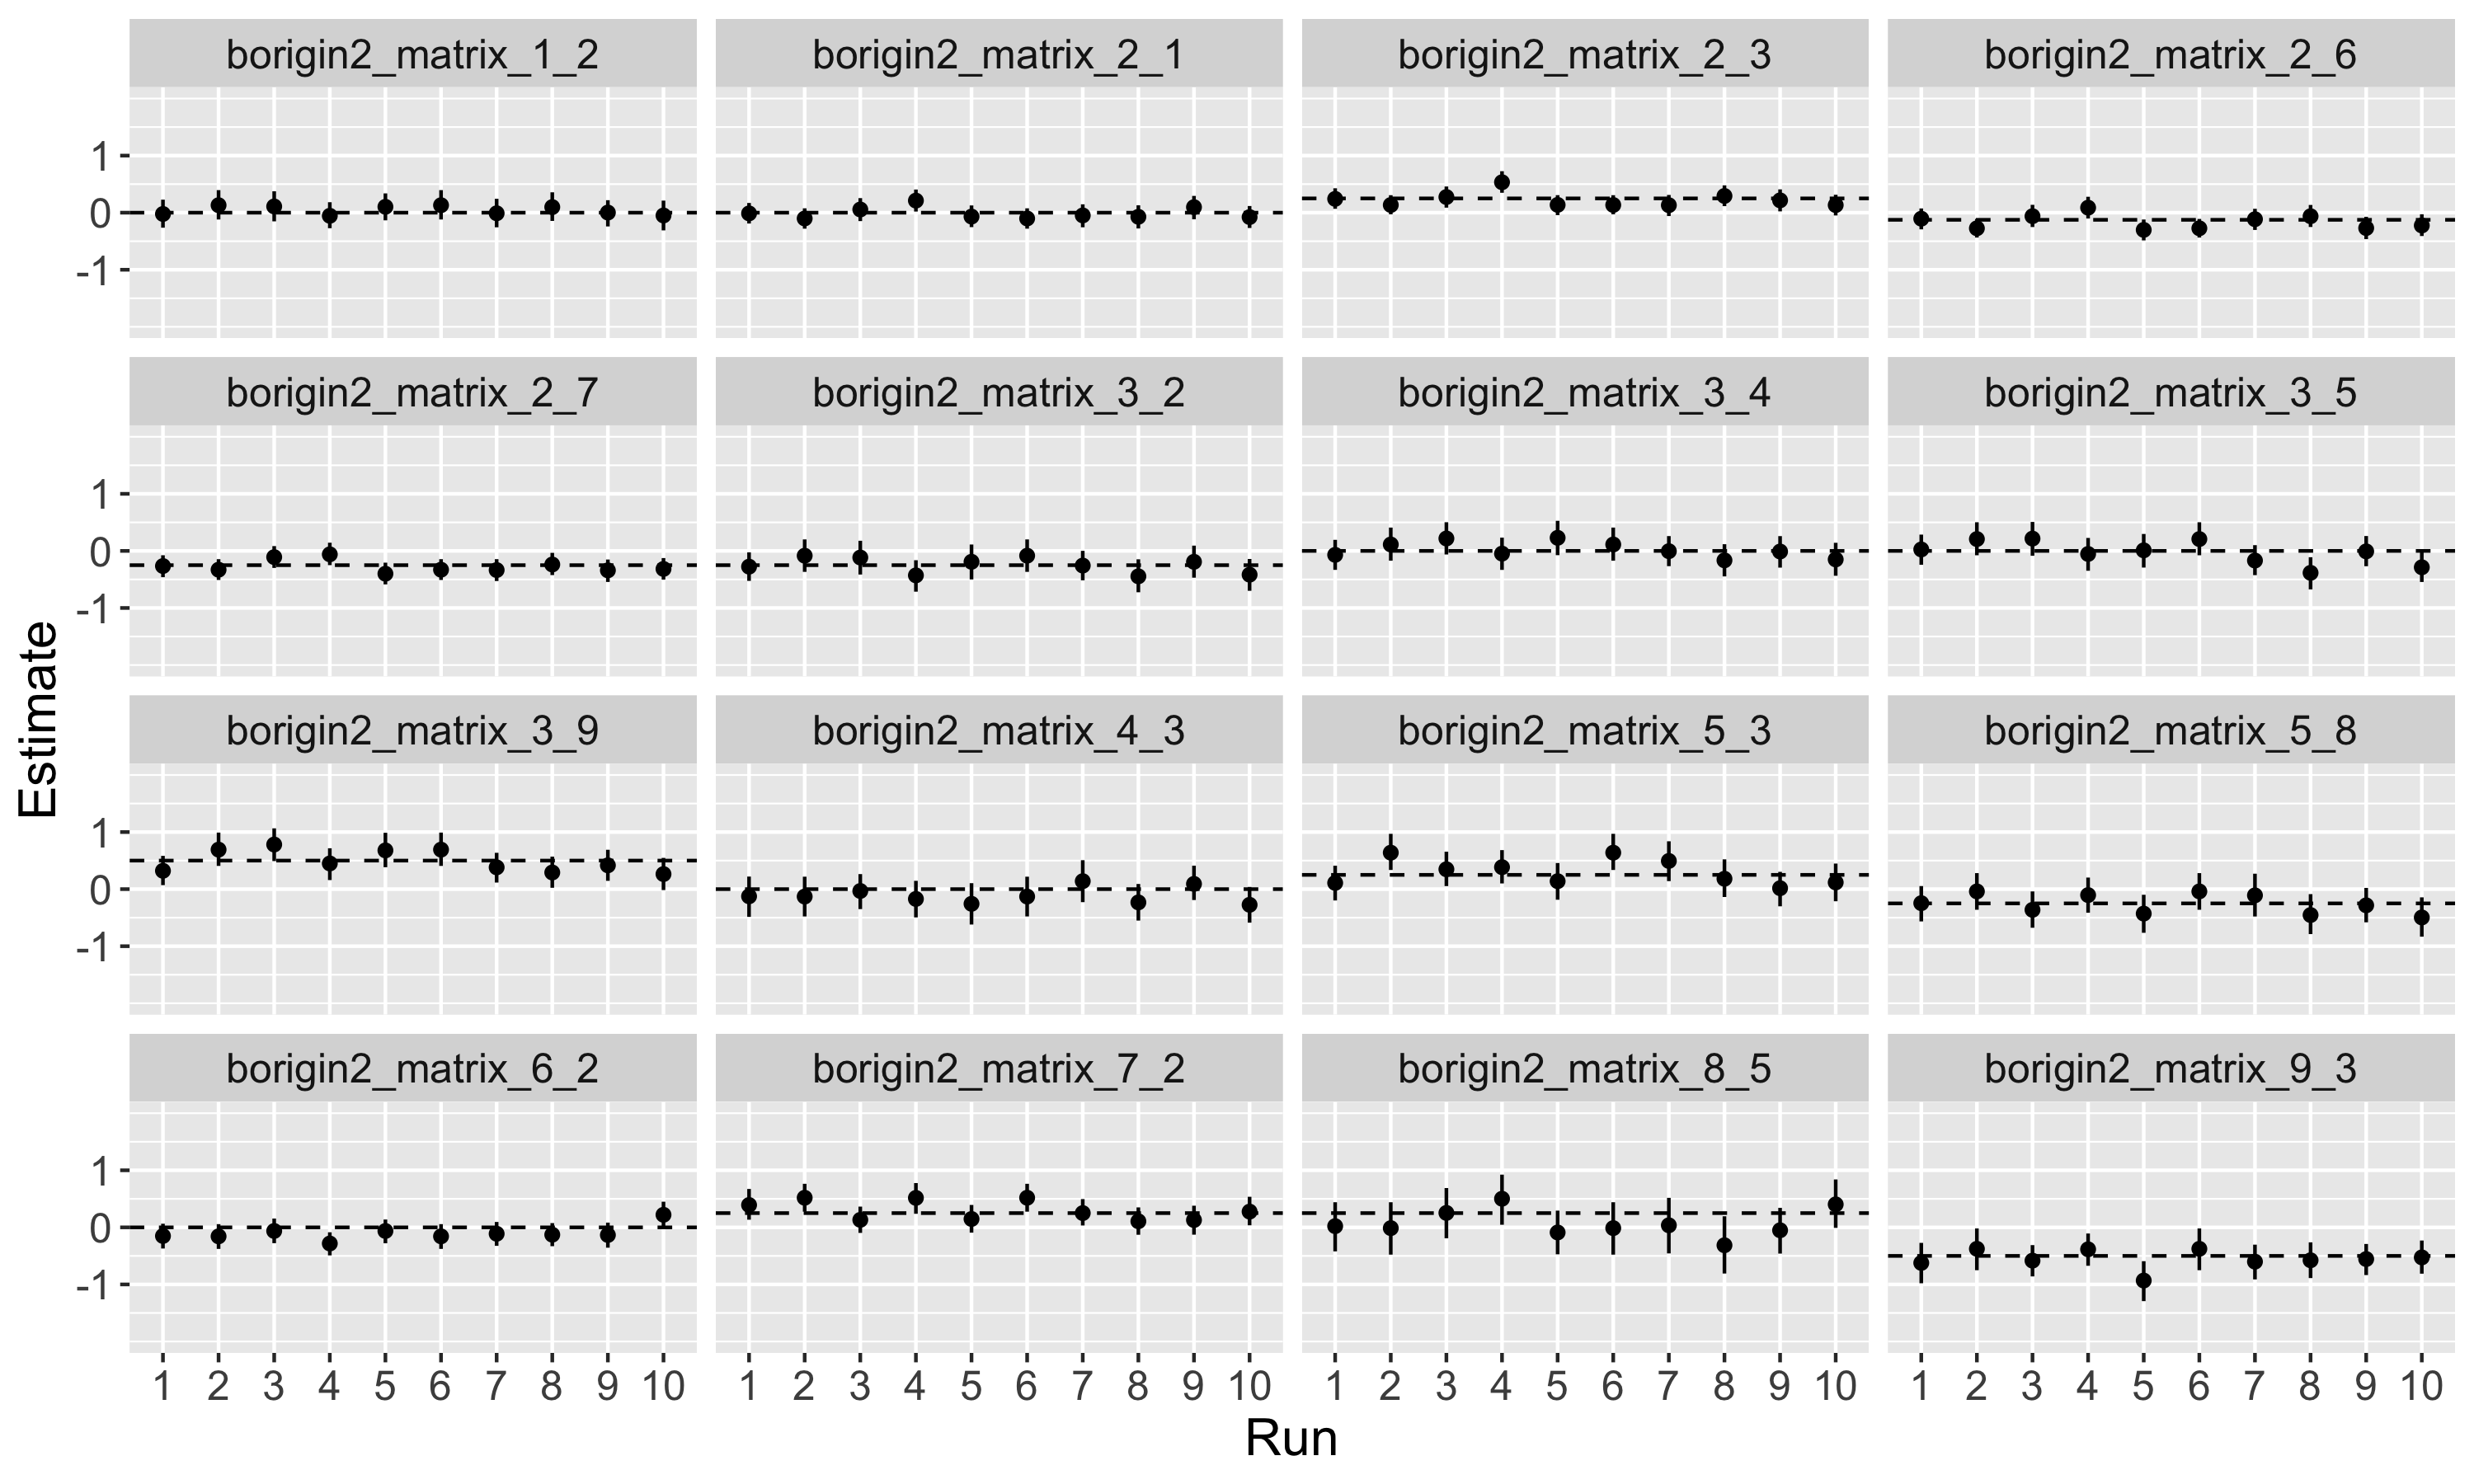 borigin2_matrix_1_2 borigin2_matrix_2_1 borigin2_matrix_2_3 borigin2_matrix_2_6
1
0
-1
borigin2_matrix_2_7 borigin2_matrix_3_2 borigin2_matrix_3_4 borigin2_matrix_3_5
1
0
-1
Estimate
borigin2_matrix_3_9 borigin2_matrix_4_3 borigin2_matrix_5_3 borigin2_matrix_5_8
1
0
-1
borigin2_matrix_6_2 borigin2_matrix_7_2 borigin2_matrix_8_5 borigin2_matrix_9_3
1
0
-1
1 2 3 4 5 6 7 8 9 10 1 2 3 4 5 6 7 8 9 10 1 2 3 4 5 6 7 8 9 10 1 2 3 4 5 6 7 8 9 10
Run